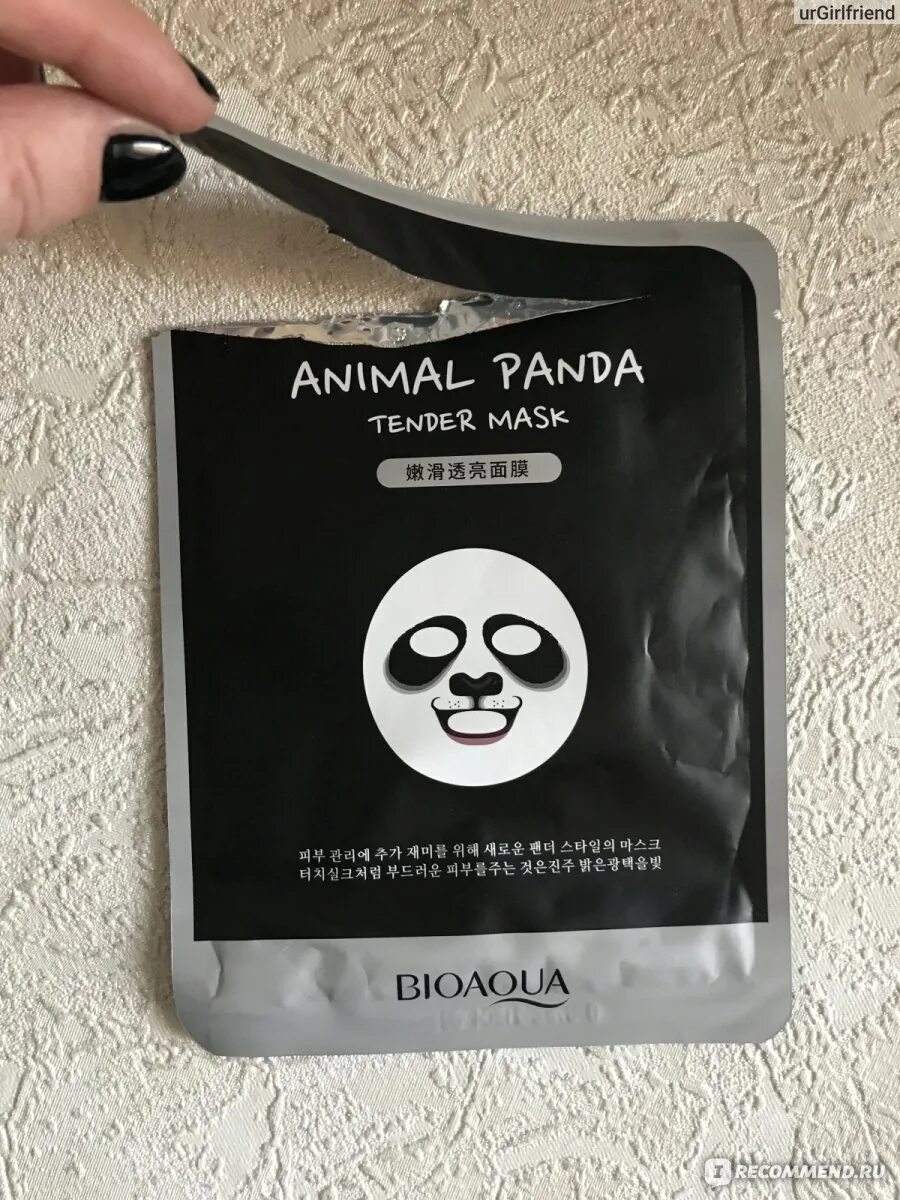 urGirlfriend
ANIMAL PANDA
TENDER MASK
嫩滑透亮面膜
피부 관리에 추가 재미를 위해 새로운 팬더 스타일의 마스크
터치실크처럼 부드러운 피부를주는 것은진주 밝은광택을빛
BIOAQUA
IRECOMMEND.RU